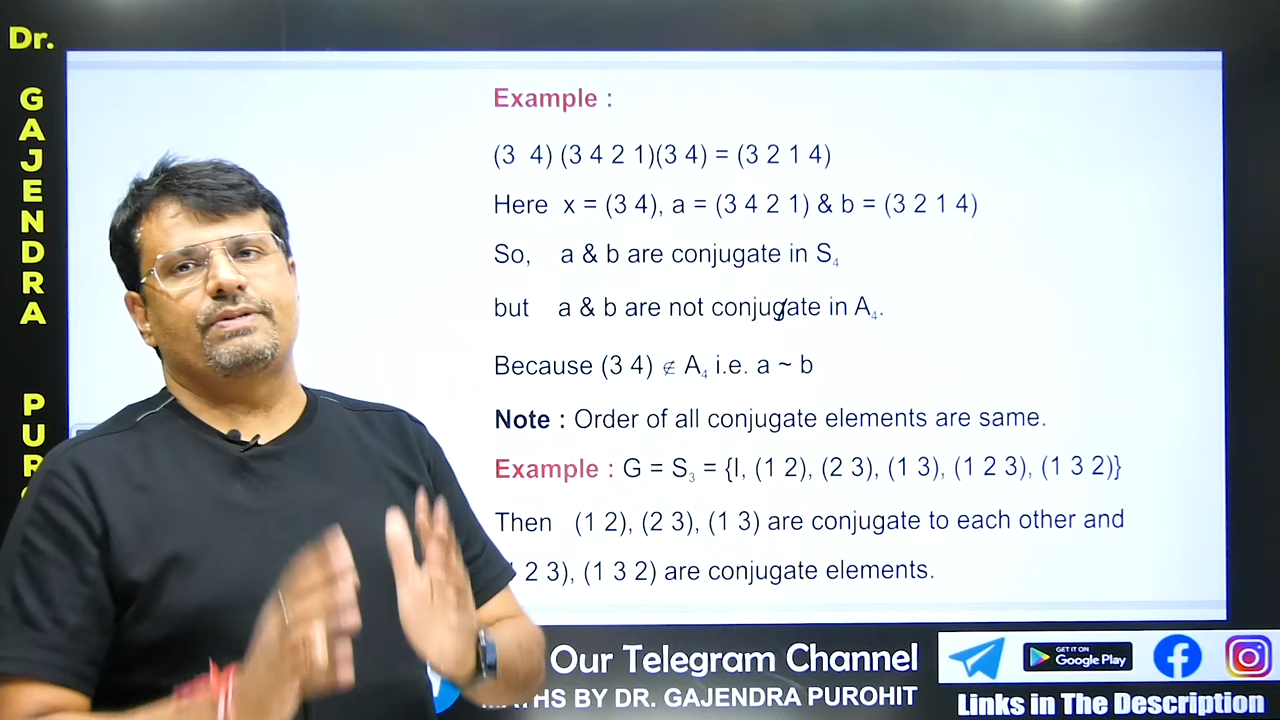 Dr.
GAJENDRA
PUR
Example :
(3 4) (3 4 2 1)(3 4) = (3 2 1 4)
Here x = (3 4), a = (3 4 2 1) & b = (3 2 1 4)
So, a & b are conjugate in S₄
but a & b are not conjugate in A₄.
Because (3 4) ∉ A₄ i.e. a ~ b
Note : Order of all conjugate elements are same.
Example : G = S₃ = {I, (1 2), (2 3), (1 3), (1 2 3), (1 3 2)}
Then (1 2), (2 3), (1 3) are conjugate to each other and
2 3), (1 3 2) are conjugate elements.
Our Telegram Channel
BY DR. GAJENDRA PUROHIT
GET IT ON
Google Play
Links in The Description